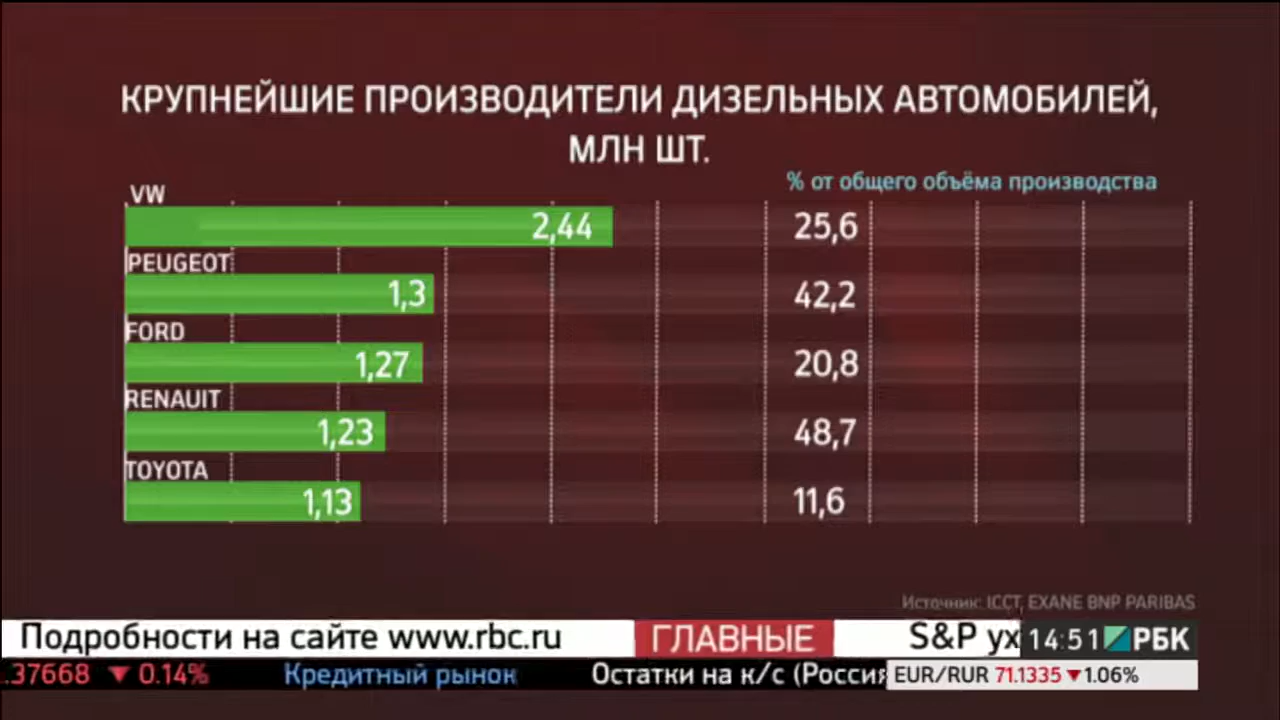 КРУПНЕЙШИЕ ПРОИЗВОДИТЕЛИ ДИЗЕЛЬНЫХ АВТОМОБИЛЕЙ,
МЛН ШТ.
% от общего объёма производства
VW
2,44 25,6
PEUGEOT
1,3 42,2
FORD
1,27 20,8
RENAUIT
1,23 48,7
TOYOTA
1,13 11,6
Источник: ICCT, EXANE BNP PARIBAS
Подробности на сайте www.rbc.ru ГЛАВНЫЕ S&P ух 14:51 РБК
.37668 ▼ 0.14% Кредитный рынок Остатки на к/с (Россия EUR/RUR 71.1335 ▼1.06%